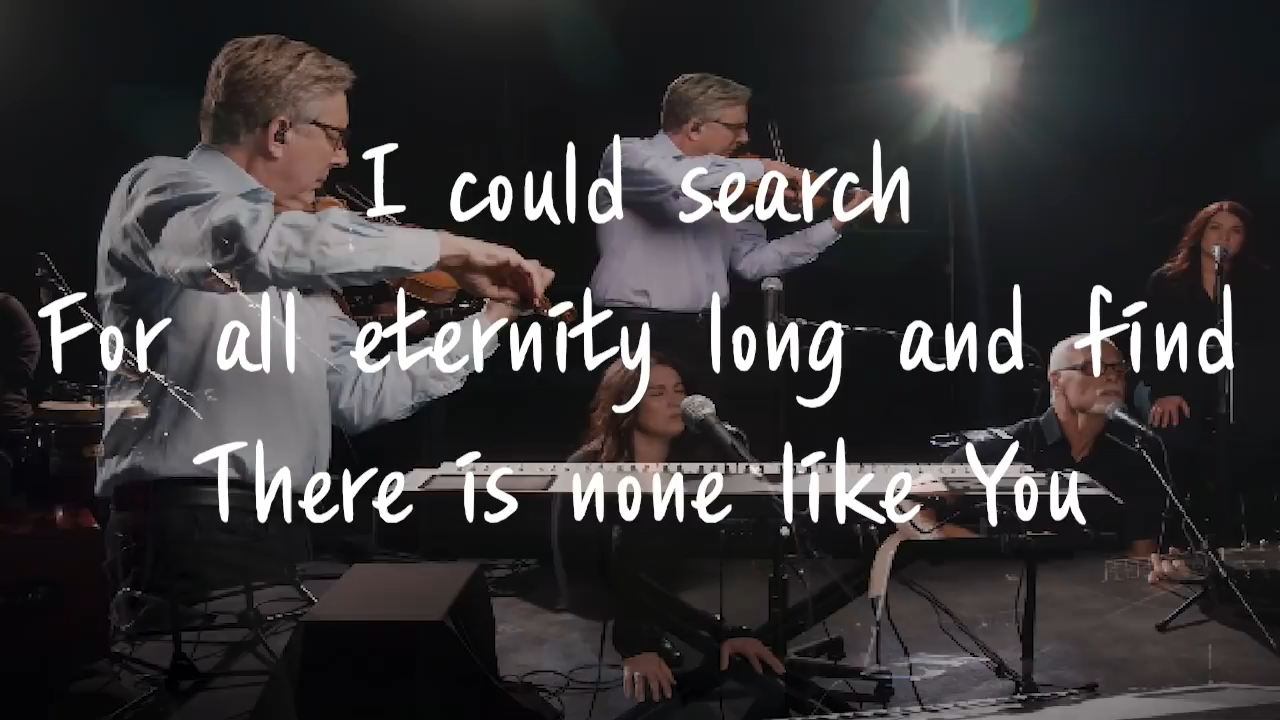 I could search
For all eternity long and find
There is none like You